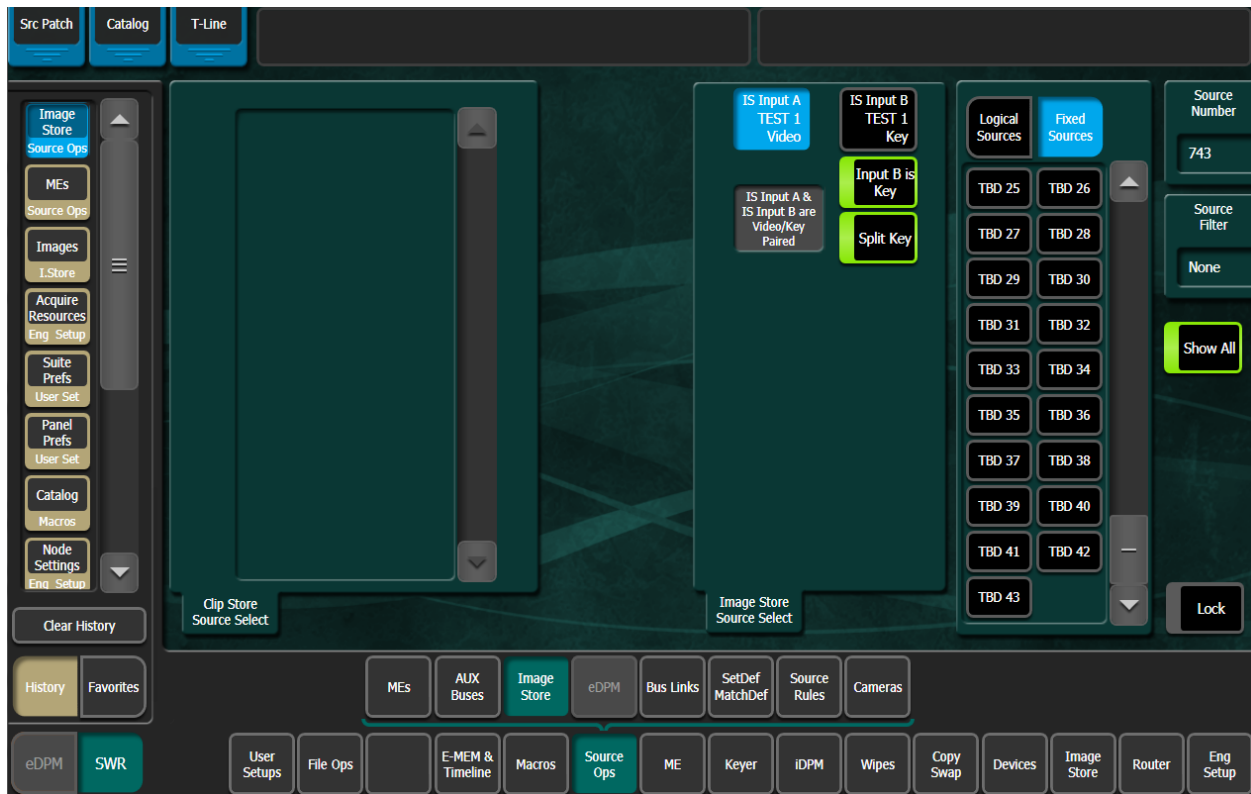 Src Patch
Catalog
T-Line
Image
Store
Source Ops
MEs
Source Ops
Images
I.Store
Acquire
Resources
Eng Setup
Suite
Prefs
User Set
Panel
Prefs
User Set
Catalog
Macros
Node
Settings
Eng Setup
Clear History
History
Favorites
eDPM
SWR
Clip Store
Source Select
IS Input A
TEST 1
Video
IS Input B
TEST 1
Key
Input B is
Key
IS Input A &
IS Input B are
Video/Key
Paired
Split Key
Image Store
Source Select
Logical
Sources
Fixed
Sources
TBD 25
TBD 26
TBD 27
TBD 28
TBD 29
TBD 30
TBD 31
TBD 32
TBD 33
TBD 34
TBD 35
TBD 36
TBD 37
TBD 38
TBD 39
TBD 40
TBD 41
TBD 42
TBD 43
Source
Number
743
Source
Filter
None
Show All
Lock
MEs
AUX
Buses
Image
Store
eDPM
Bus Links
SetDef
MatchDef
Source
Rules
Cameras
User
Setups
File Ops
E-MEM &
Timeline
Macros
Source
Ops
ME
Keyer
iDPM
Wipes
Copy
Swap
Devices
Image
Store
Router
Eng
Setup